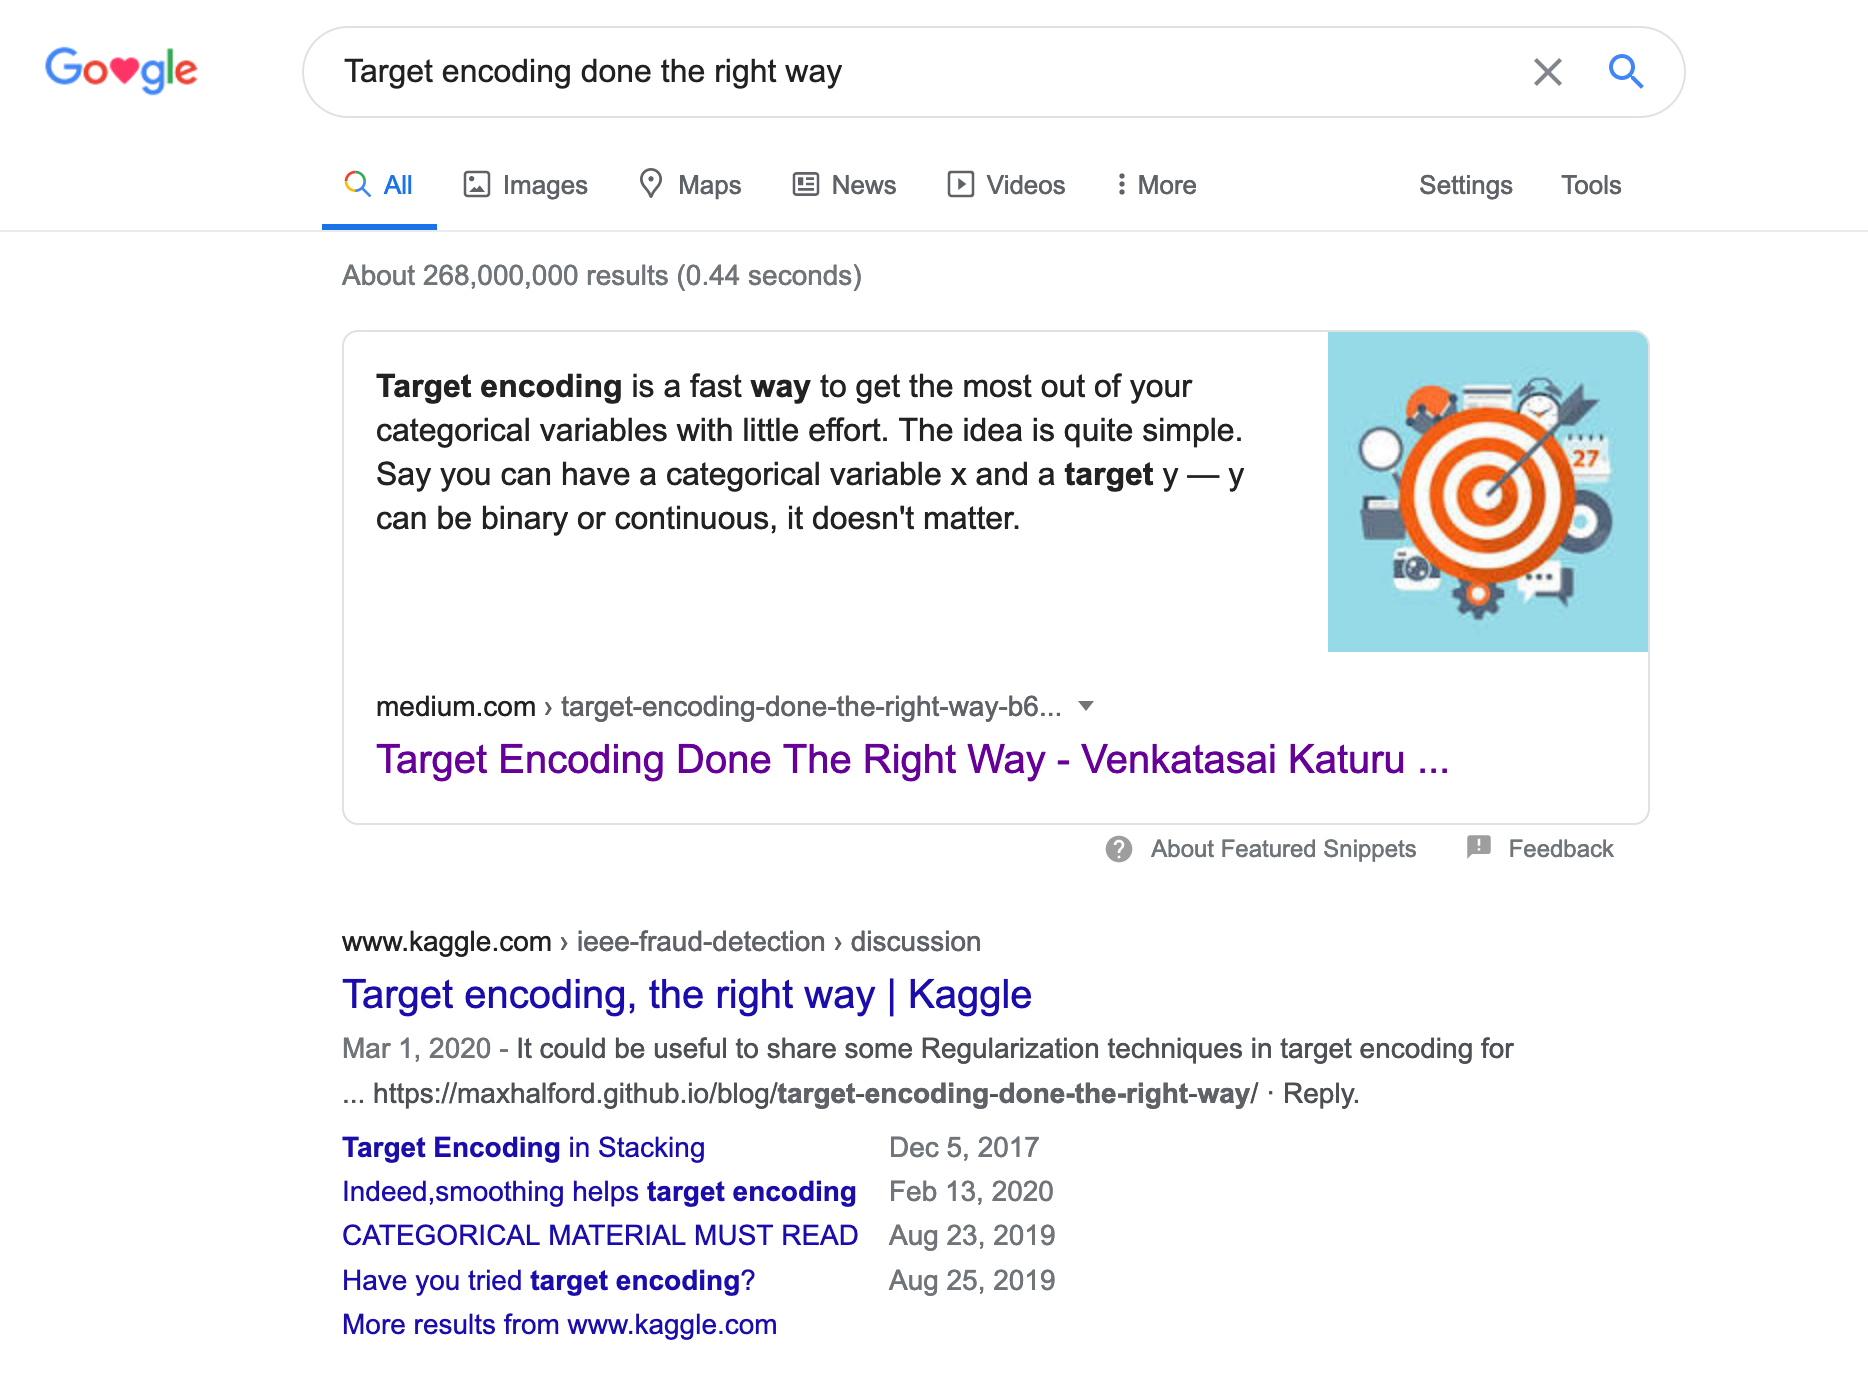 Google
Target encoding done the right way
All Images Maps News Videos More Settings Tools
About 268,000,000 results (0.44 seconds)
Target encoding is a fast way to get the most out of your
categorical variables with little effort. The idea is quite simple.
Say you can have a categorical variable x and a target y — y
can be binary or continuous, it doesn't matter.
27
medium.com › target-encoding-done-the-right-way-b6...
Target Encoding Done The Right Way - Venkatasai Katuru ...
About Featured Snippets Feedback
www.kaggle.com › ieee-fraud-detection › discussion
Target encoding, the right way | Kaggle
Mar 1, 2020 - It could be useful to share some Regularization techniques in target encoding for
... https://maxhalford.github.io/blog/target-encoding-done-the-right-way/ · Reply.
Target Encoding in Stacking Dec 5, 2017
Indeed,smoothing helps target encoding Feb 13, 2020
CATEGORICAL MATERIAL MUST READ Aug 23, 2019
Have you tried target encoding? Aug 25, 2019
More results from www.kaggle.com